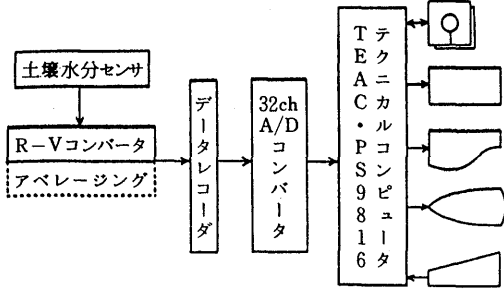 土壌水分センサ
R－Vコンバータ
アベレージング
データレコーダ
32ch
A/D
コンバータ
テクニカルコンピュータ
TEAC・PS9816